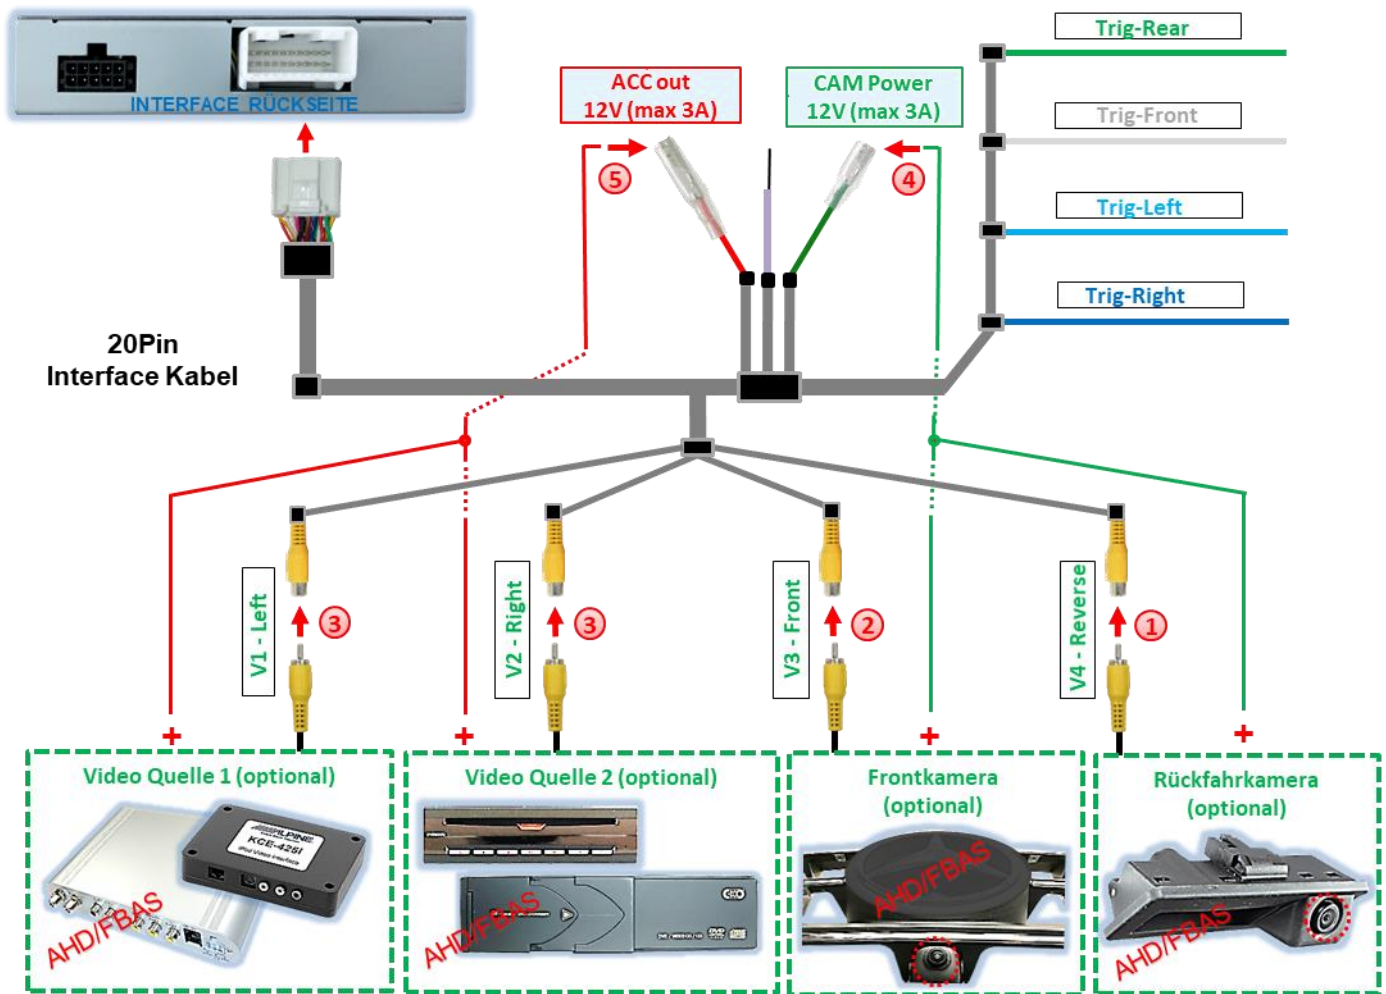 INTERFACE RÜCKSEITE
ACC out
12V (max 3A)
CAM Power
12V (max 3A)
Trig-Rear
Trig-Front
Trig-Left
Trig-Right
5
4
20Pin
Interface Kabel
V1 - Left
3
V2 - Right
3
V3 - Front
2
V4 - Reverse
1
+
+
+
+
Video Quelle 1 (optional)
ALPINE
KCE-425i
iPod Video Interface
AHD/FBAS
Video Quelle 2 (optional)
AHD/FBAS
Frontkamera
(optional)
AHD/FBAS
Rückfahrkamera
(optional)
AHD/FBAS